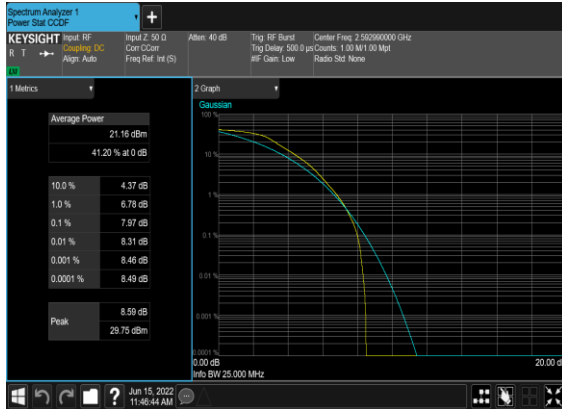 Spectrum Analyzer 1
Power Stat CCDF
+
KEYSIGHT Input: RF Input Z: 50 Ω Atten: 40 dB Trig: RF Burst Center Freq: 2.592990000 GHz
R T Coupling: DC Corr CCorr Trig Delay: 500.0 µs Counts: 1.00 M/1.00 Mpt
Align: Auto Freq Ref: Int (S) #IF Gain: Low Radio Std: None
1 Metrics
2 Graph
Average Power
21.16 dBm
41.20 % at 0 dB
10.0 % 4.37 dB
1.0 % 6.78 dB
0.1 % 7.97 dB
0.01 % 8.31 dB
0.001 % 8.46 dB
0.0001 % 8.49 dB
Peak 8.59 dB
29.75 dBm
Gaussian
100 %
10 %
1 %
0.1 %
0.01 %
0.001 %
0.0001 %
0.00 dB 20.00 d
Info BW 25.000 MHz
? Jun 15, 2022
11:46:44 AM